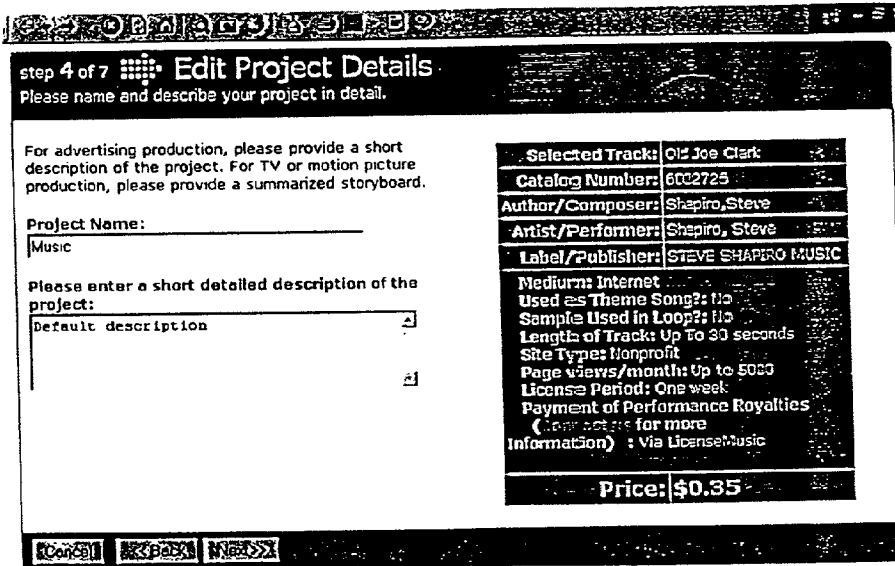 step 4 of 7 Edit Project Details
Please name and describe your project in detail.
For advertising production, please provide a short
description of the project. For TV or motion picture
production, please provide a summarized storyboard.
Project Name:
Music
Please enter a short detailed description of the
project:
Default description
Selected Track: Old Joe Clark
Catalog Number: 6002725
Author/Composer: Shapiro,Steve
Artist/Performer: Shapiro, Steve
Label/Publisher: STEVE SHAPIRO MUSIC
Medium: Internet
Used as Theme Song?: No
Sample Used in Loop?: No
Length of Track: Up To 30 seconds
Site Type: Nonprofit
Page views/month: Up to 5000
License Period: One week
Payment of Performance Royalties
( for more
Information) : Via LicenseMusic
Price: $0.35
Cancel <<Back Next>>